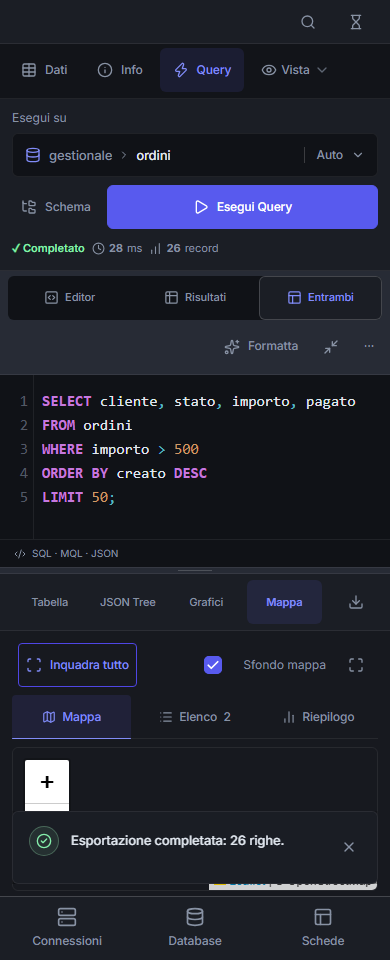 Dati Info Query Vista
Esegui su
gestionale > ordini Auto
Schema Esegui Query
✓ Completato 28 ms 26 record
Editor Risultati Entrambi
Formatta ···
1 SELECT cliente, stato, importo, pagato
2 FROM ordini
3 WHERE importo > 500
4 ORDER BY creato DESC
5 LIMIT 50;
</> SQL · MQL · JSON
Tabella JSON Tree Grafici Mappa
Inquadra tutto Sfondo mappa
Mappa Elenco 2 Riepilogo
+
Esportazione completata: 26 righe.
Connessioni Database Schede